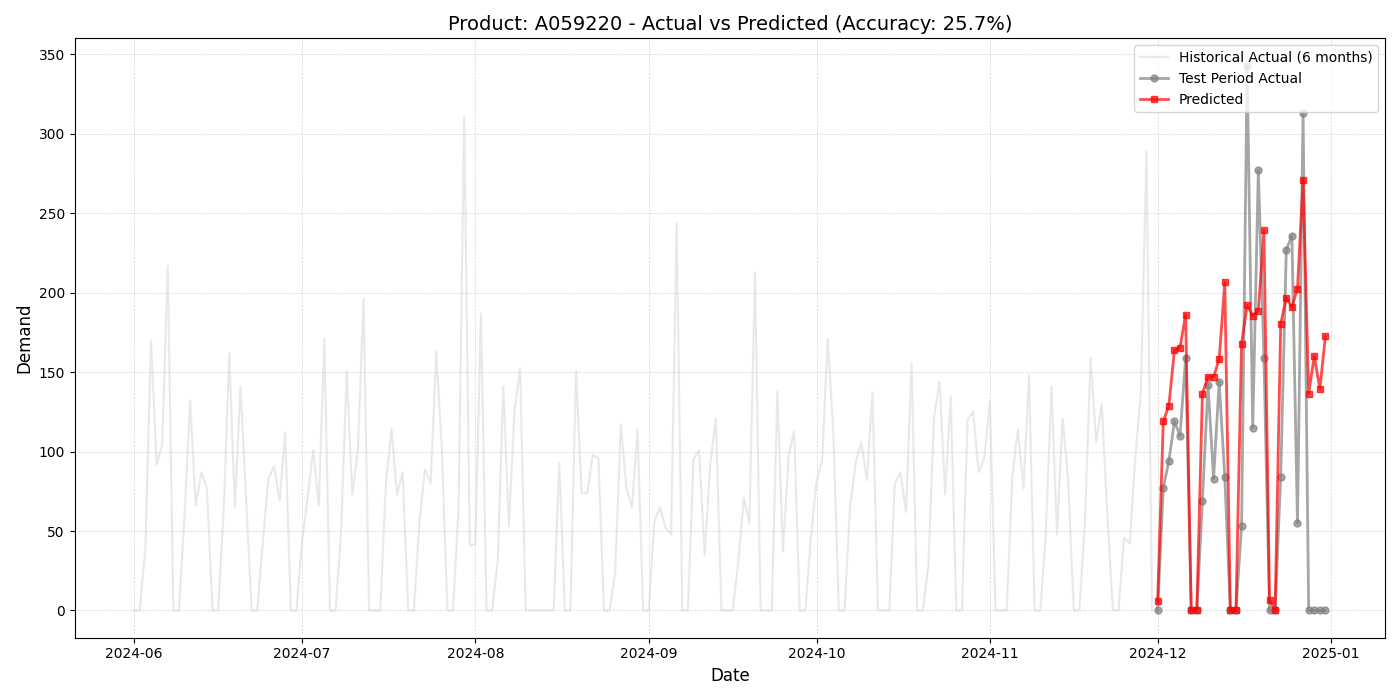 Product: A059220 - Actual vs Predicted (Accuracy: 25.7%)
Historical Actual (6 months)
Test Period Actual
Predicted
Demand
350
300
250
200
150
100
50
0
2024-06
2024-07
2024-08
2024-09
2024-10
2024-11
2024-12
2025-01
Date